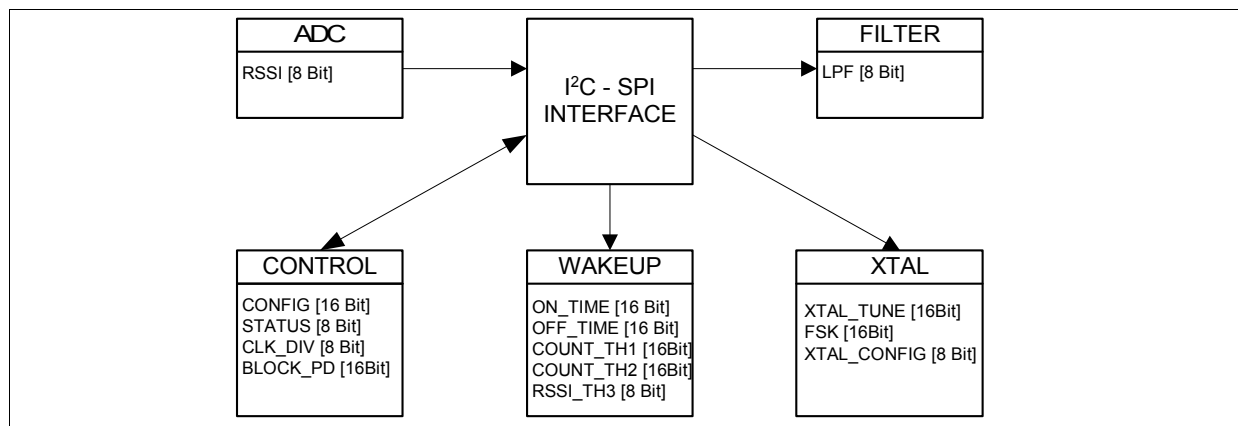 ADC
RSSI [8 Bit]
I²C - SPI
INTERFACE
FILTER
LPF [8 Bit]
CONTROL
CONFIG [16 Bit]
STATUS [8 Bit]
CLK_DIV [8 Bit]
BLOCK_PD [16Bit]
WAKEUP
ON_TIME [16 Bit]
OFF_TIME [16 Bit]
COUNT_TH1 [16Bit]
COUNT_TH2 [16Bit]
RSSI_TH3 [8 Bit]
XTAL
XTAL_TUNE [16Bit]
FSK [16Bit]
XTAL_CONFIG [8 Bit]